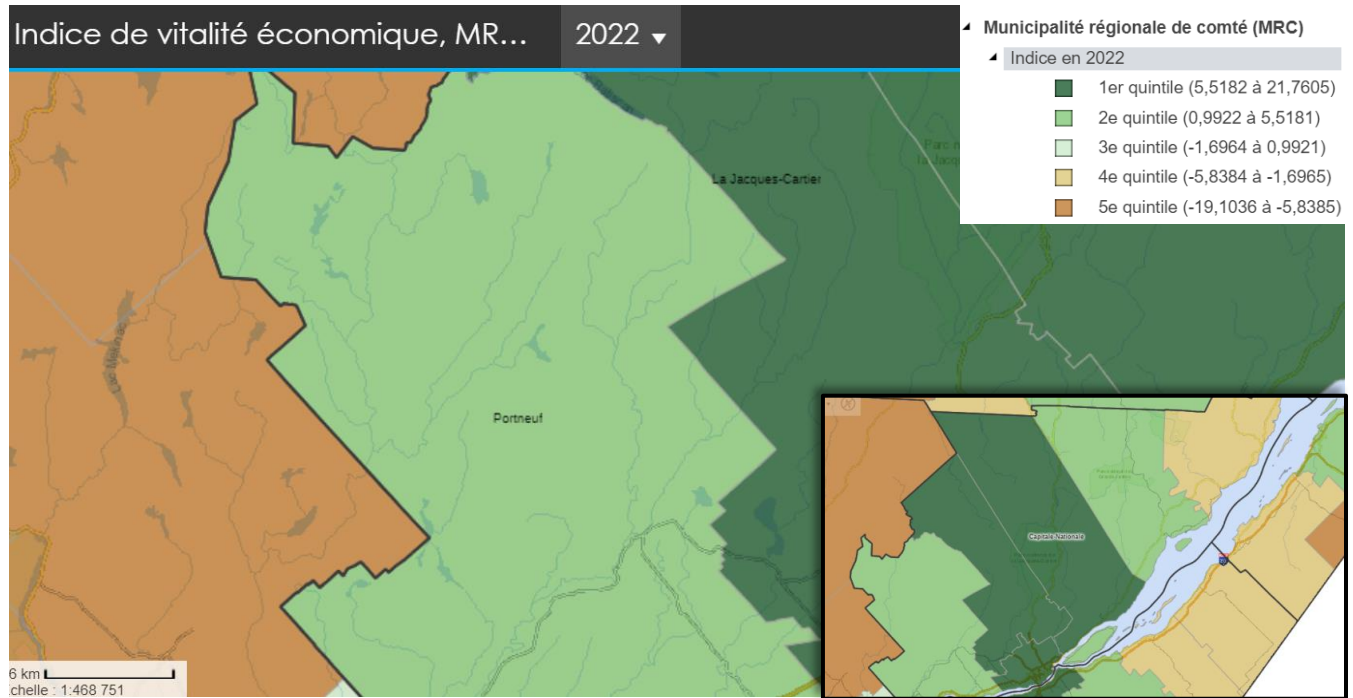 Indice de vitalité économique, MR...
2022
Municipalité régionale de comté (MRC)
Indice en 2022
1er quintile (5,5182 à 21,7605)
2e quintile (0,9922 à 5,5181)
3e quintile (-1,6964 à 0,9921)
4e quintile (-5,8384 à -1,6965)
5e quintile (-19,1036 à -5,8385)
La Jacques-Cartier
Portneuf
Capitale-Nationale
6 km
chelle : 1:468 751